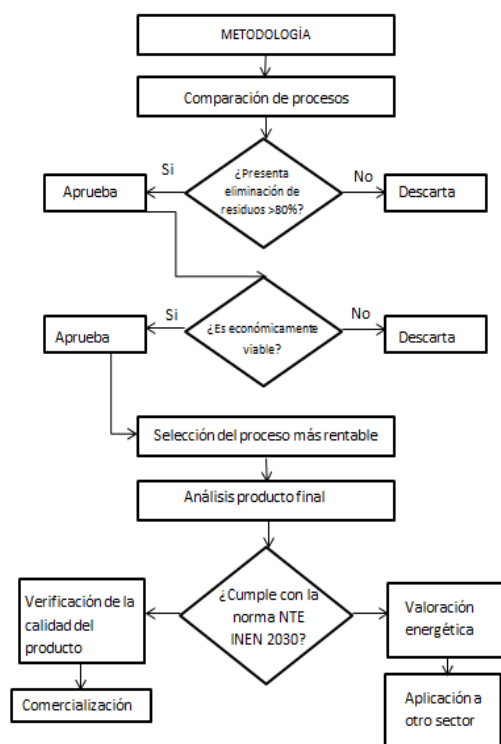 METODOLOGÍA
Comparación de procesos
Si
¿Presenta
eliminación de
residuos >80%?
No
Aprueba
Descarta
Si
¿Es económicamente
viable?
No
Aprueba
Descarta
Selección del proceso más rentable
Análisis producto final
¿Cumple con la
norma NTE
INEN 2030?
Verificación de la
calidad del
producto
Valoración
energética
Comercialización
Aplicación a
otro sector